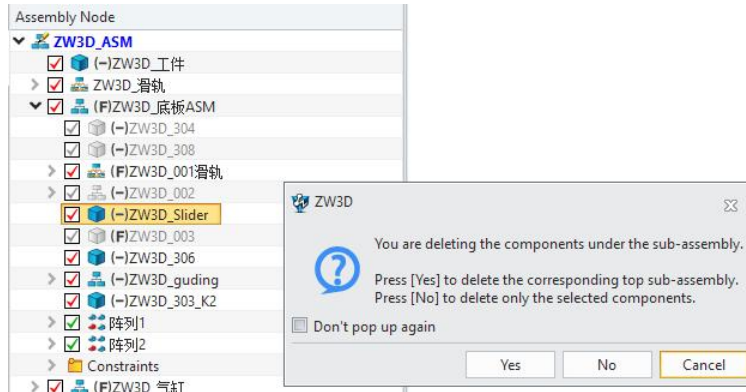 Assembly Node
ZW3D_ASM
(-)ZW3D_工件
ZW3D_滑轨
(F)ZW3D_底板ASM
(-)ZW3D_304
(-)ZW3D_308
(F)ZW3D_001滑轨
(-)ZW3D_002
(-)ZW3D_Slider
(F)ZW3D_003
(-)ZW3D_306
(-)ZW3D_guding
(-)ZW3D_303_K2
阵列1
阵列2
Constraints
(F)ZW3D_气缸
ZW3D
You are deleting the components under the sub-assembly.
Press [Yes] to delete the corresponding top sub-assembly.
Press [No] to delete only the selected components.
Don't pop up again
Yes No Cancel